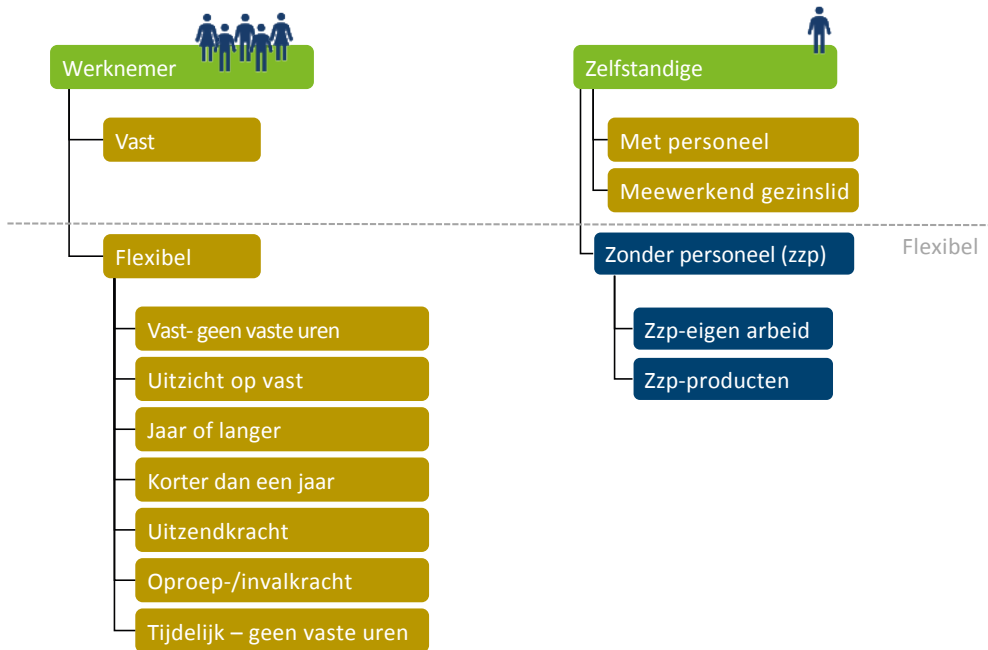 Werknemer
Vast
Flexibel
Vast- geen vaste uren
Uitzicht op vast
Jaar of langer
Korter dan een jaar
Uitzendkracht
Oproep-/invalkracht
Tijdelijk – geen vaste uren
Zelfstandige
Met personeel
Meewerkend gezinslid
Flexibel
Zonder personeel (zzp)
Zzp-eigen arbeid
Zzp-producten